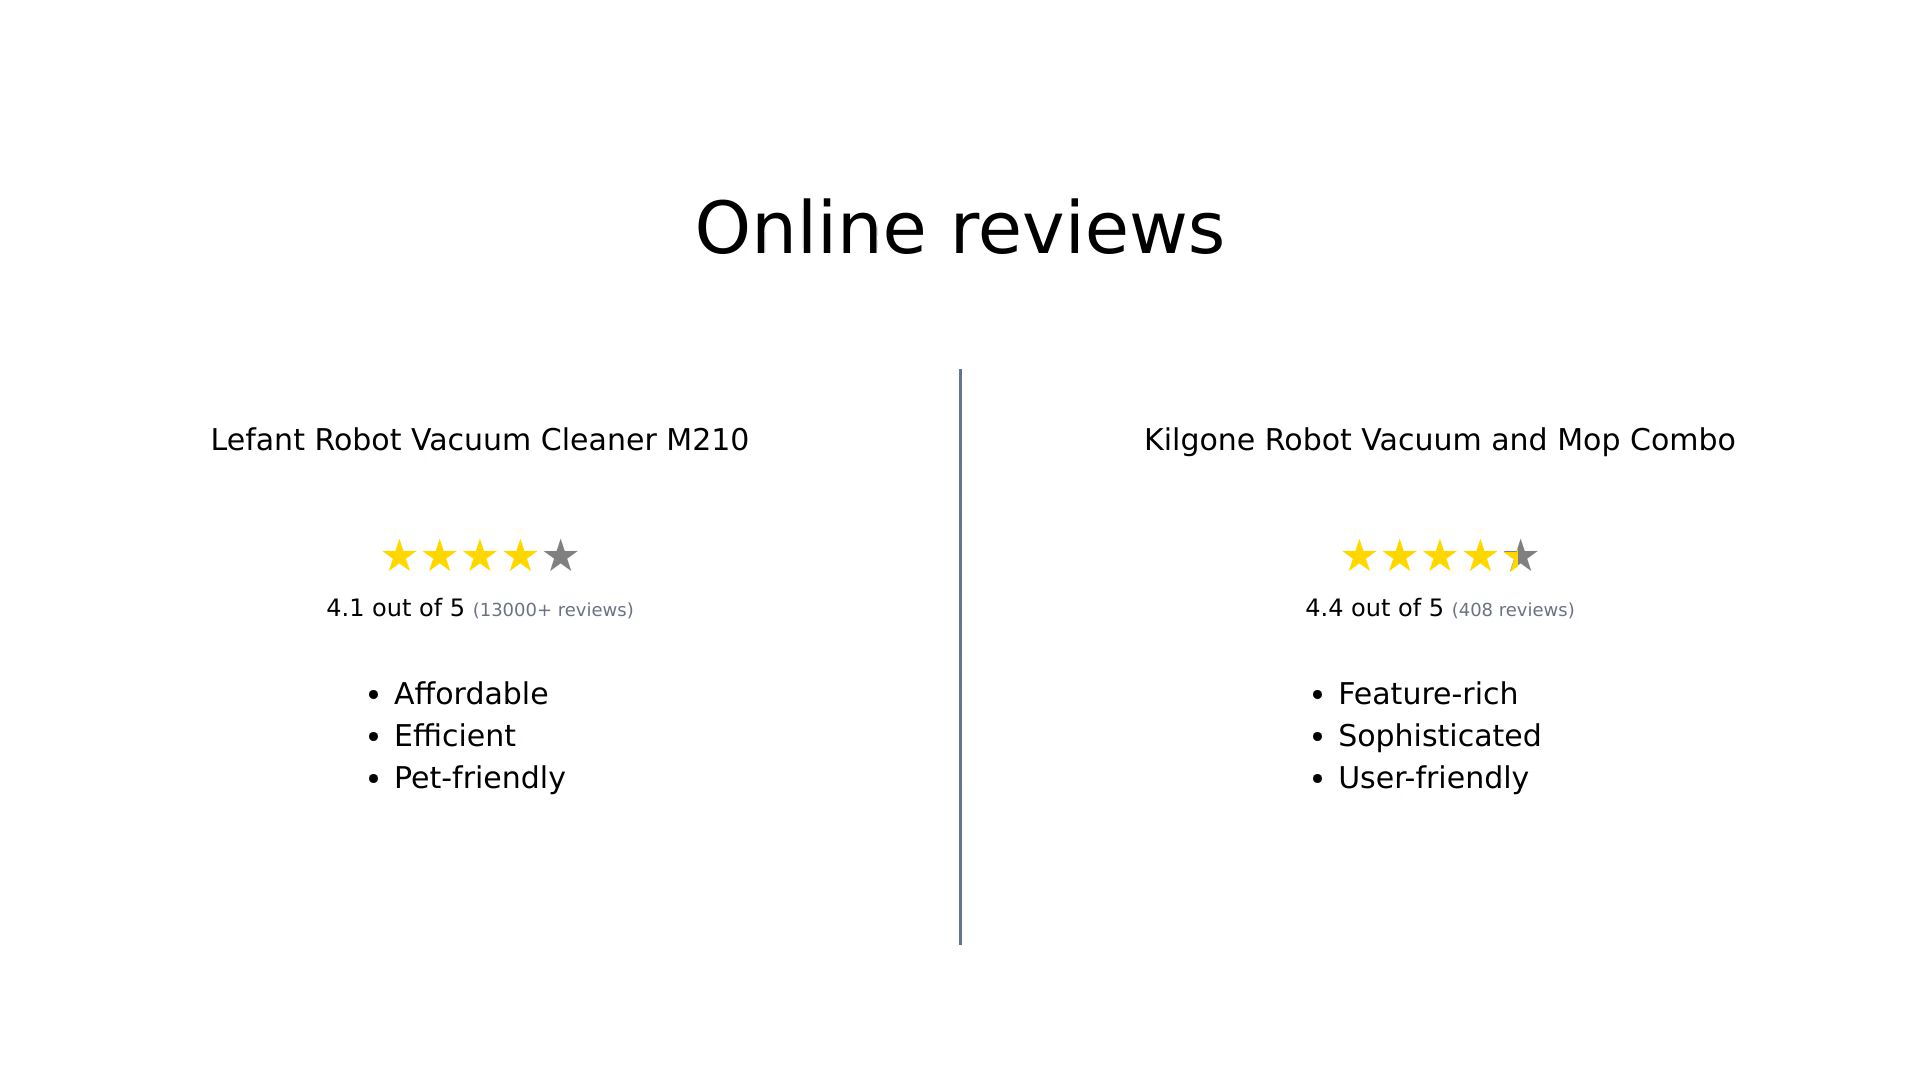 Online reviews
Lefant Robot Vacuum Cleaner M210
4.1 out of 5 (13000+ reviews)
• Affordable
• Efficient
• Pet-friendly
Kilgone Robot Vacuum and Mop Combo
4.4 out of 5 (408 reviews)
• Feature-rich
• Sophisticated
• User-friendly